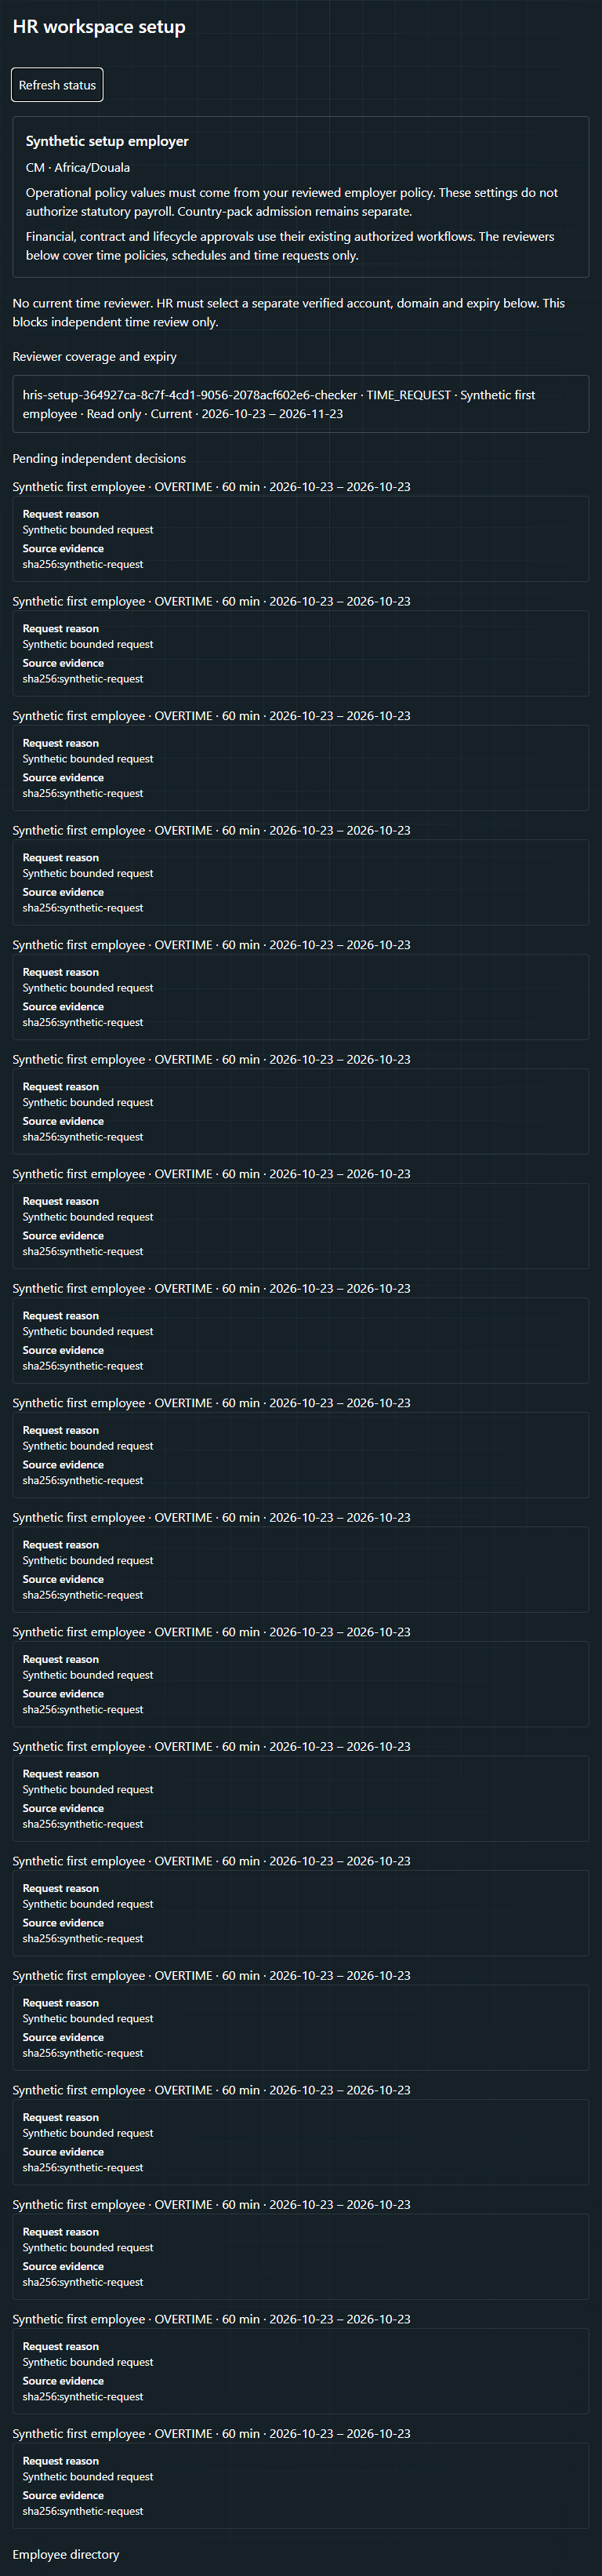 HR workspace setup
Refresh status
Synthetic setup employer
CM · Africa/Douala
Operational policy values must come from your reviewed employer policy. These settings do not
authorize statutory payroll. Country-pack admission remains separate.
Financial, contract and lifecycle approvals use their existing authorized workflows. The reviewers
below cover time policies, schedules and time requests only.
No current time reviewer. HR must select a separate verified account, domain and expiry below. This
blocks independent time review only.
Reviewer coverage and expiry
hris-setup-364927ca-8c7f-4cd1-9056-2078acf602e6-checker · TIME_REQUEST · Synthetic first
employee · Read only · Current · 2026-10-23 – 2026-11-23
Pending independent decisions
Synthetic first employee · OVERTIME · 60 min · 2026-10-23 – 2026-10-23
Request reason
Synthetic bounded request
Source evidence
sha256:synthetic-request
Synthetic first employee · OVERTIME · 60 min · 2026-10-23 – 2026-10-23
Request reason
Synthetic bounded request
Source evidence
sha256:synthetic-request
Synthetic first employee · OVERTIME · 60 min · 2026-10-23 – 2026-10-23
Request reason
Synthetic bounded request
Source evidence
sha256:synthetic-request
Synthetic first employee · OVERTIME · 60 min · 2026-10-23 – 2026-10-23
Request reason
Synthetic bounded request
Source evidence
sha256:synthetic-request
Synthetic first employee · OVERTIME · 60 min · 2026-10-23 – 2026-10-23
Request reason
Synthetic bounded request
Source evidence
sha256:synthetic-request
Synthetic first employee · OVERTIME · 60 min · 2026-10-23 – 2026-10-23
Request reason
Synthetic bounded request
Source evidence
sha256:synthetic-request
Synthetic first employee · OVERTIME · 60 min · 2026-10-23 – 2026-10-23
Request reason
Synthetic bounded request
Source evidence
sha256:synthetic-request
Synthetic first employee · OVERTIME · 60 min · 2026-10-23 – 2026-10-23
Request reason
Synthetic bounded request
Source evidence
sha256:synthetic-request
Synthetic first employee · OVERTIME · 60 min · 2026-10-23 – 2026-10-23
Request reason
Synthetic bounded request
Source evidence
sha256:synthetic-request
Synthetic first employee · OVERTIME · 60 min · 2026-10-23 – 2026-10-23
Request reason
Synthetic bounded request
Source evidence
sha256:synthetic-request
Synthetic first employee · OVERTIME · 60 min · 2026-10-23 – 2026-10-23
Request reason
Synthetic bounded request
Source evidence
sha256:synthetic-request
Synthetic first employee · OVERTIME · 60 min · 2026-10-23 – 2026-10-23
Request reason
Synthetic bounded request
Source evidence
sha256:synthetic-request
Synthetic first employee · OVERTIME · 60 min · 2026-10-23 – 2026-10-23
Request reason
Synthetic bounded request
Source evidence
sha256:synthetic-request
Synthetic first employee · OVERTIME · 60 min · 2026-10-23 – 2026-10-23
Request reason
Synthetic bounded request
Source evidence
sha256:synthetic-request
Synthetic first employee · OVERTIME · 60 min · 2026-10-23 – 2026-10-23
Request reason
Synthetic bounded request
Source evidence
sha256:synthetic-request
Synthetic first employee · OVERTIME · 60 min · 2026-10-23 – 2026-10-23
Request reason
Synthetic bounded request
Source evidence
sha256:synthetic-request
Synthetic first employee · OVERTIME · 60 min · 2026-10-23 – 2026-10-23
Request reason
Synthetic bounded request
Source evidence
sha256:synthetic-request
Synthetic first employee · OVERTIME · 60 min · 2026-10-23 – 2026-10-23
Request reason
Synthetic bounded request
Source evidence
sha256:synthetic-request
Employee directory